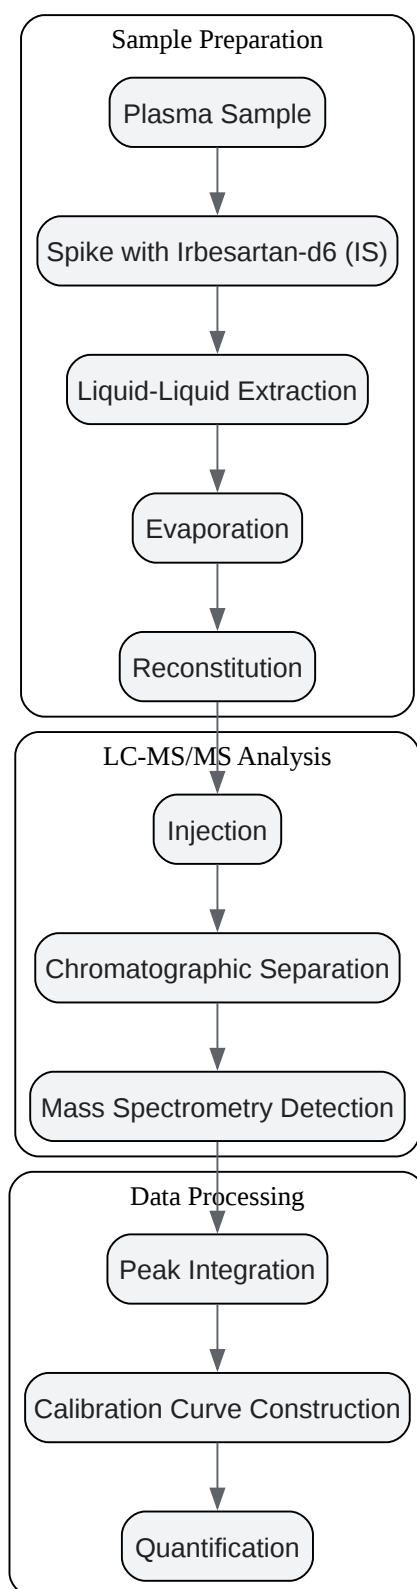 Sample Preparation
Plasma Sample
Spike with Irbesartan-d6 (IS)
Liquid-Liquid Extraction
Evaporation
Reconstitution
LC-MS/MS Analysis
Injection
Chromatographic Separation
Mass Spectrometry Detection
Data Processing
Peak Integration
Calibration Curve Construction
Quantification